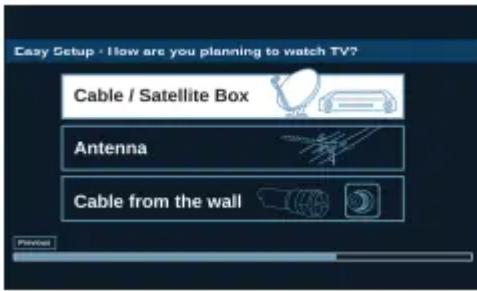 Easy Setup - How are you planning to watch TV?
Cable / Satellite Box
Antenna
Cable from the wall
Previous